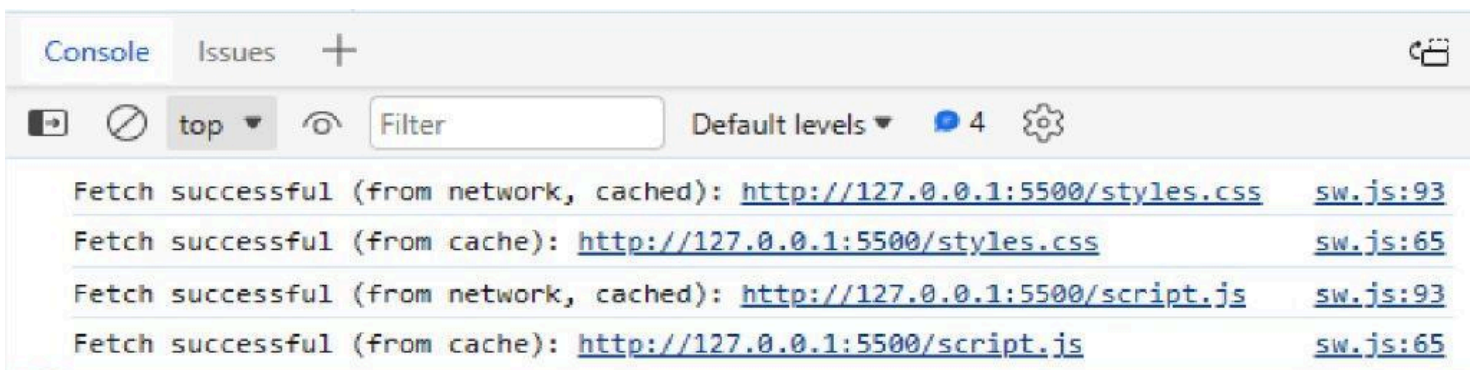 Console Issues
top Filter Default levels 4
Fetch successful (from network, cached): http://127.0.0.1:5500/styles.css sw.js:93
Fetch successful (from cache): http://127.0.0.1:5500/styles.css sw.js:65
Fetch successful (from network, cached): http://127.0.0.1:5500/script.js sw.js:93
Fetch successful (from cache): http://127.0.0.1:5500/script.js sw.js:65